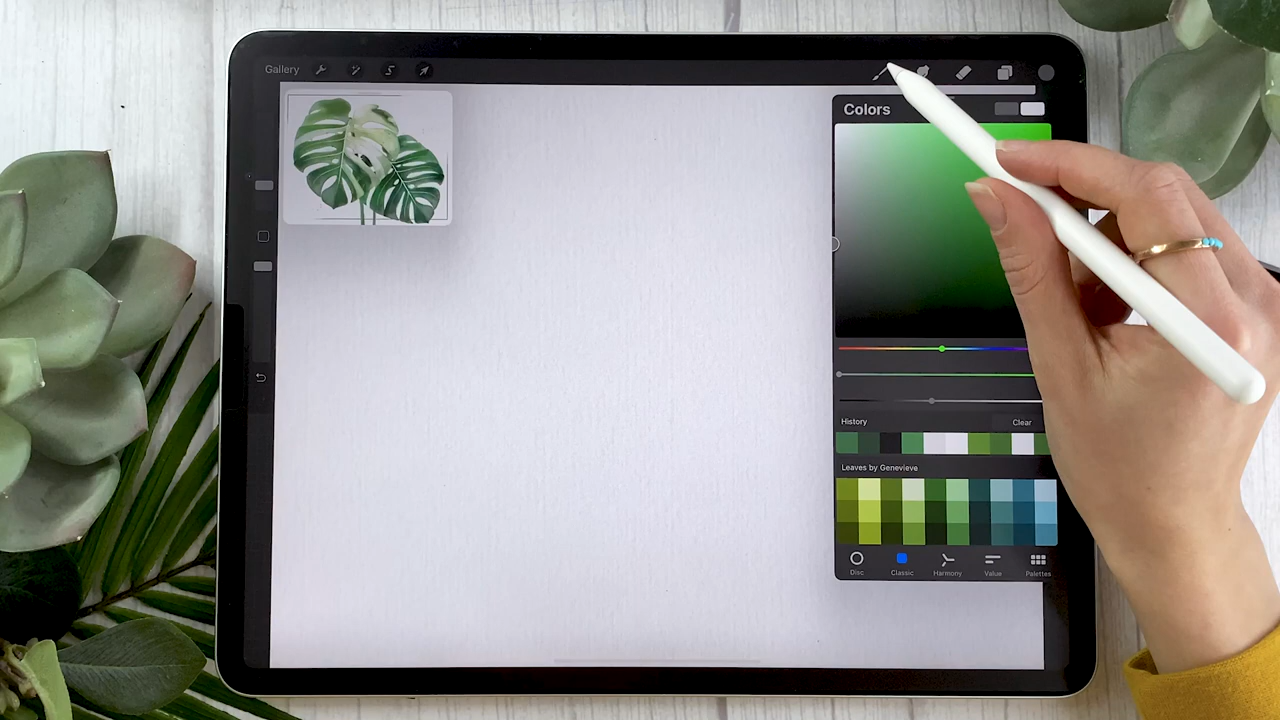 Gallery
Colors
History
Clear
Leaves by Genevieve
Disc
Classic
Harmony
Value
Palettes